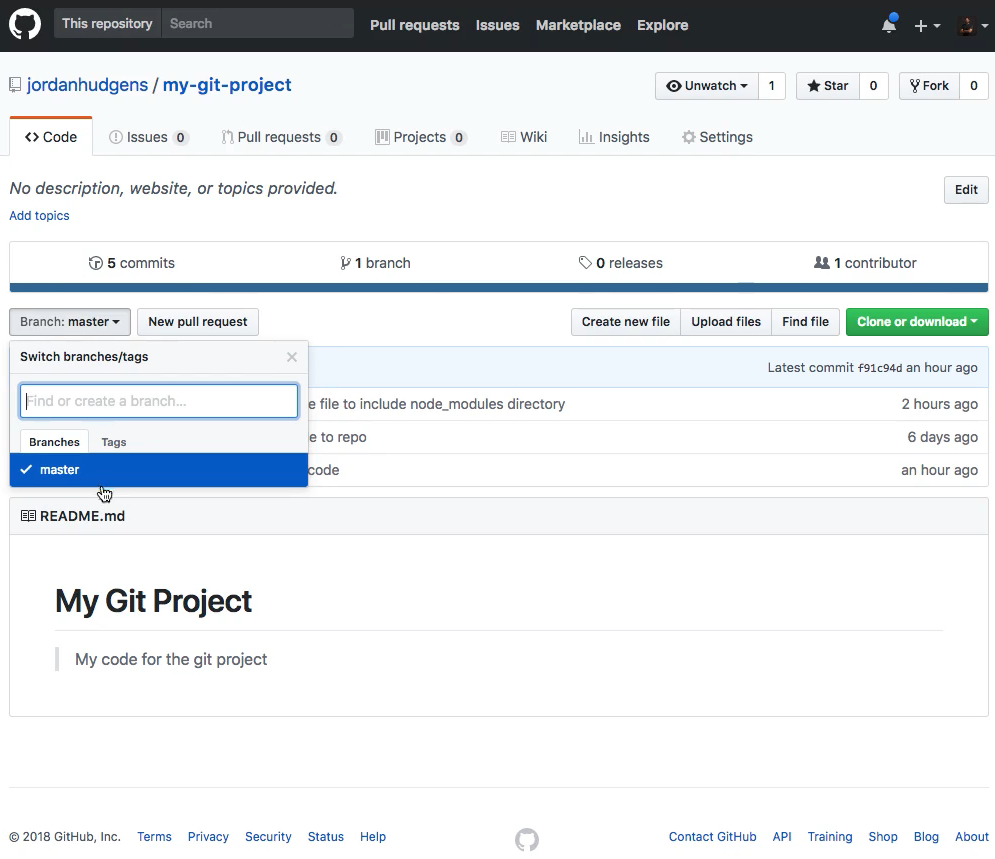 This repository Search Pull requests Issues Marketplace Explore
jordanhudgens / my-git-project Unwatch 1 Star 0 Fork 0
Code Issues 0 Pull requests 0 Projects 0 Wiki Insights Settings
No description, website, or topics provided. Edit
Add topics
5 commits 1 branch 0 releases 1 contributor
Branch: master New pull request Create new file Upload files Find file Clone or download
Switch branches/tags
Latest commit f91c94d an hour ago
Find or create a branch...
e file to include node_modules directory 2 hours ago
e to repo 6 days ago
Branches Tags
master
code an hour ago
README.md
My Git Project
My code for the git project
© 2018 GitHub, Inc. Terms Privacy Security Status Help Contact GitHub API Training Shop Blog About